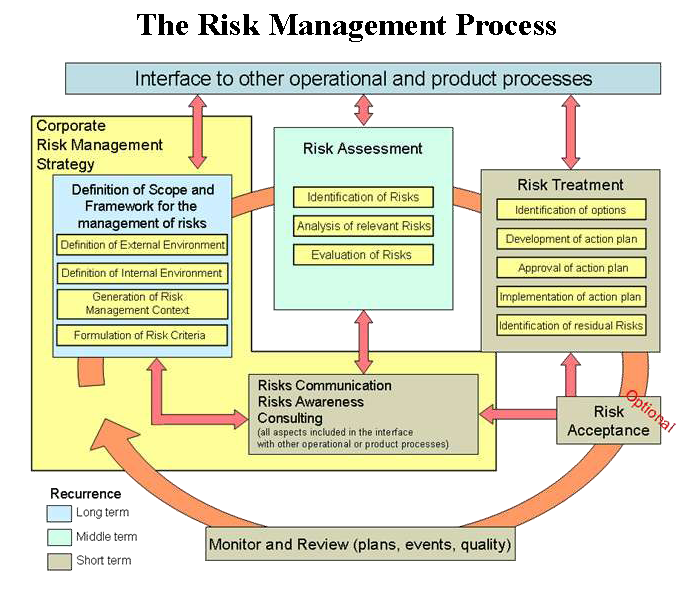 The Risk Management Process
Interface to other operational and product processes
Corporate
Risk Management
Strategy
Definition of Scope and
Framework for the
management of risks
Definition of External Environment
Definition of Internal Environment
Generation of Risk
Management Context
Formulation of Risk Criteria
Risk Assessment
Identification of Risks
Analysis of relevant Risks
Evaluation of Risks
Risk Treatment
Identification of options
Development of action plan
Approval of action plan
Implementation of action plan
Identification of residual Risks
Risks Communication
Risks Awareness
Consulting
(all aspects included in the interface
with other operational or product processes)
Optional
Risk
Acceptance
Recurrence
Long term
Middle term
Short term
Monitor and Review (plans, events, quality)